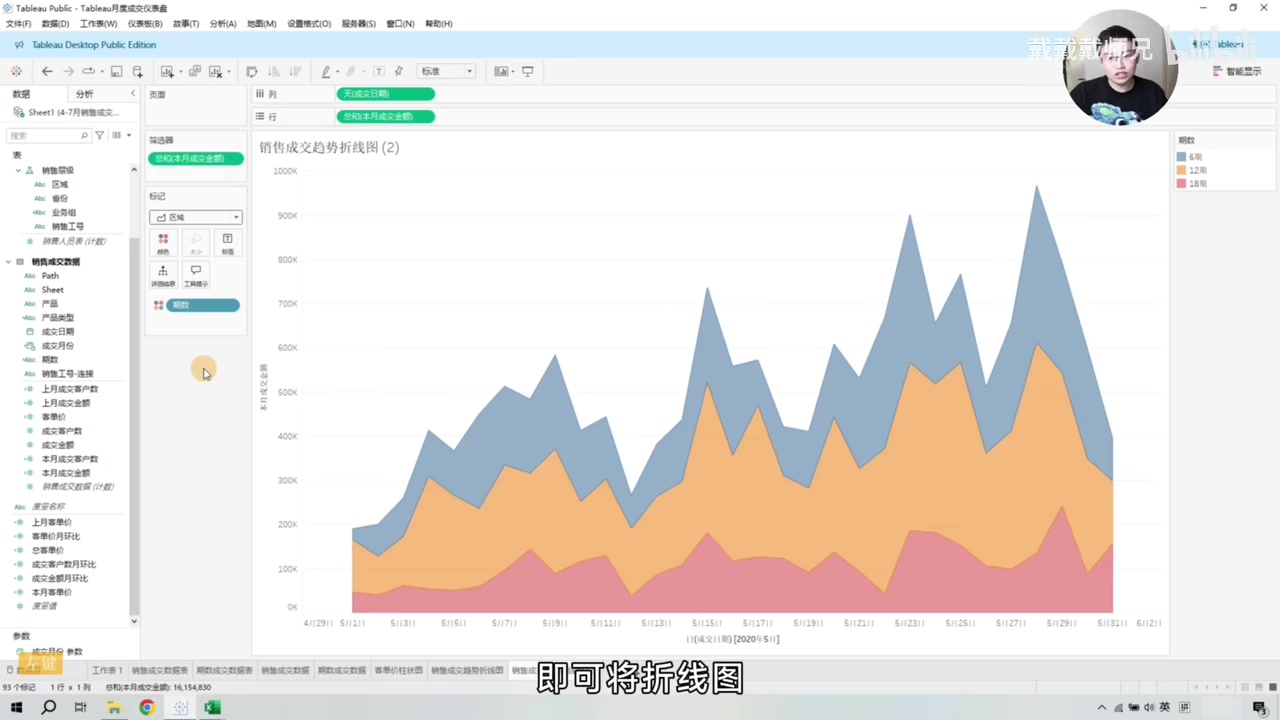 Tableau Public - Tableau月度成交仪表盘
文件(F) 数据(D) 工作表(W) 仪表板(B) 故事(T) 分析(A) 地图(M) 设置格式(O) 服务器(S) 窗口(N) 帮助(H)
Tableau Desktop Public Edition
戴戴戴师兄
标准
智能显示
数据 分析
Sheet1 (4-7月销售成交...
搜索
表
销售层级
Abc 区域
Abc 省份
Abc 业务组
Abc 销售工号
销售人员表 (计数)
销售成交数据
Abc Path
Abc Sheet
Abc 产品
Abc 产品类型
成交日期
成交月份
Abc 期数
Abc 销售工号-连接
上月成交客户数
上月成交金额
客单价
成交客户数
成交金额
本月成交客户数
本月成交金额
销售成交数据 (计数)
Abc 度量名称
上月客单价
客单价月环比
总客单价
成交客户数月环比
成交金额月环比
本月客单价
度量值
参数
成交月份 参数
左键
页面
筛选器
总和(本月成交金额)
标记
区域
颜色 大小 标签
详细信息 工具提示
期数
列 天(成交日期)
行 总和(本月成交金额)
销售成交趋势折线图 (2)
1000K
900K
800K
700K
600K
500K
400K
300K
200K
100K
0K
本月成交金额
4月29日 5月1日 5月3日 5月5日 5月7日 5月9日 5月11日 5月13日 5月15日 5月17日 5月19日 5月21日 5月23日 5月25日 5月27日 5月29日 5月31日 6月2日
日(成交日期) [2020年5月]
期数
6期
12期
18期
工作表 1 销售成交数据表 期数成交数据表 销售成交数据 期数成交数据 客单价柱状图 销售成交趋势折线图
即可将折线图
93 个标记 1 行 x 1 列 总和(本月成交金额): 16,154,830
英 拼